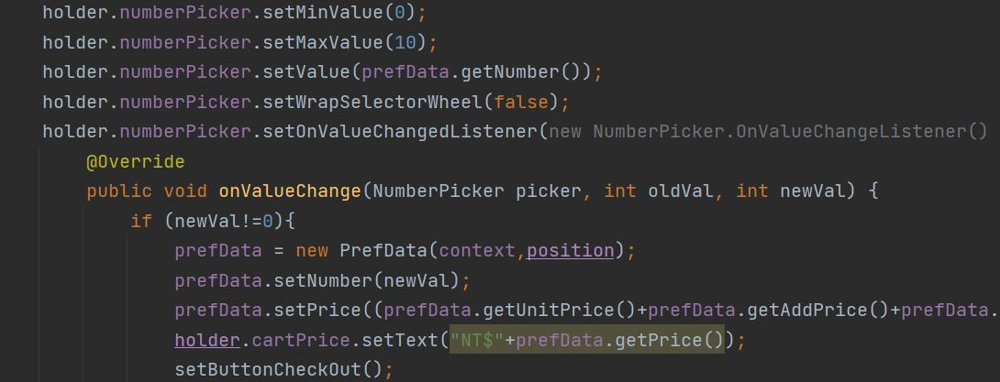 holder.numberPicker.setMinValue(0);
holder.numberPicker.setMaxValue(10);
holder.numberPicker.setValue(prefData.getNumber());
holder.numberPicker.setWrapSelectorWheel(false);
holder.numberPicker.setOnValueChangedListener(new NumberPicker.OnValueChangeListener()
@Override
public void onValueChange(NumberPicker picker, int oldVal, int newVal) {
if (newVal!=0){
prefData = new PrefData(context,position);
prefData.setNumber(newVal);
prefData.setPrice((prefData.getUnitPrice()+prefData.getAddPrice()+prefData.
holder.cartPrice.setText("NT$"+prefData.getPrice());
setButtonCheckOut();